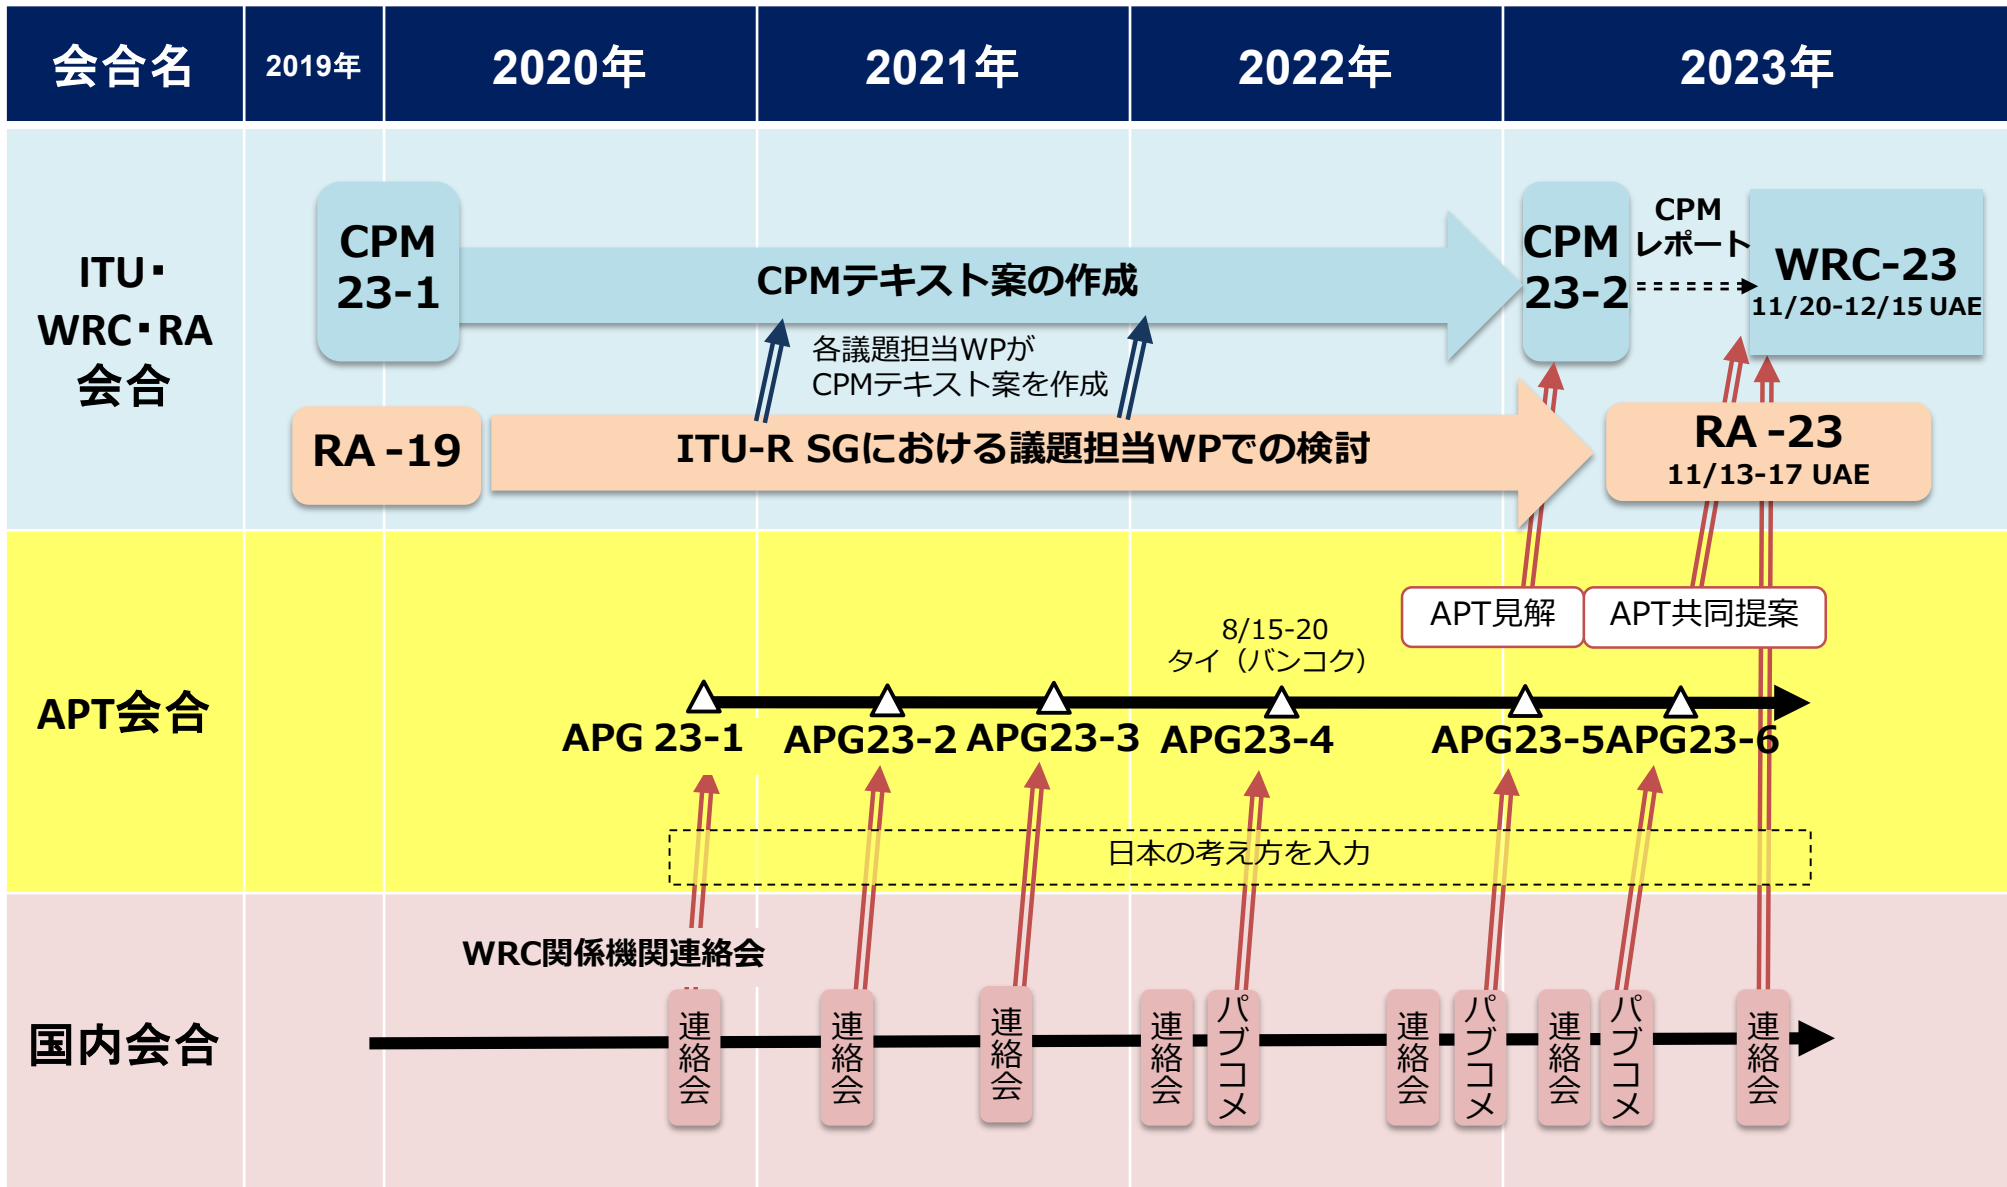 会合名
2019年
2020年
2021年
2022年
2023年
ITU・
WRC・RA
会合
CPM
23-1
CPMテキスト案の作成
CPM
23-2
CPM
レポート
WRC-23
11/20-12/15 UAE
各議題担当WPが
CPMテキスト案を作成
RA -19
ITU-R SGにおける議題担当WPでの検討
RA -23
11/13-17 UAE
APT会合
APT見解
APT共同提案
8/15-20
タイ（バンコク）
APG 23-1
APG23-2
APG23-3
APG23-4
APG23-5
APG23-6
日本の考え方を入力
国内会合
WRC関係機関連絡会
連絡会
連絡会
連絡会
連絡会
パブコメ
連絡会
パブコメ
連絡会
パブコメ
連絡会